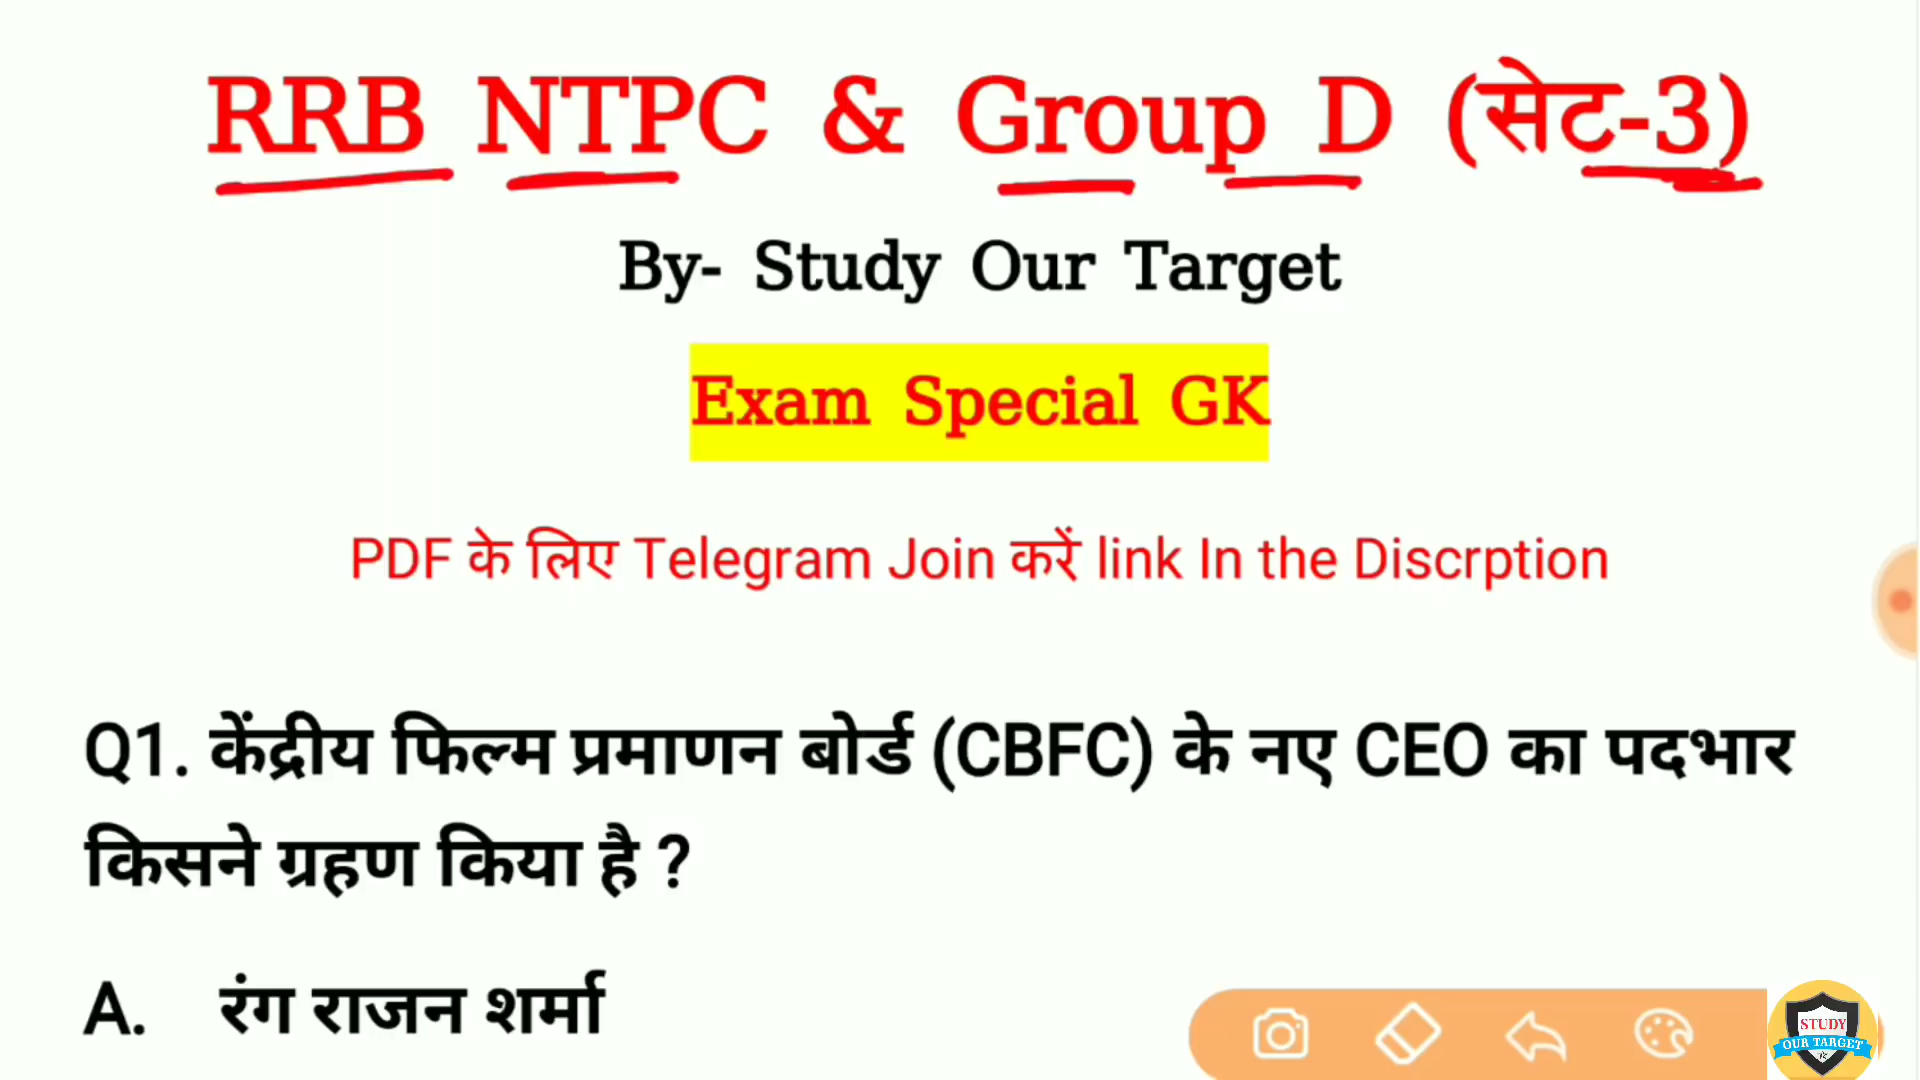 RRB NTPC & Group D (सेट-3)
By- Study Our Target
Exam Special GK
PDF के लिए Telegram Join करें link In the Discrption
Q1. केंद्रीय फिल्म प्रमाणन बोर्ड (CBFC) के नए CEO का पदभार
किसने ग्रहण किया है ?
A. रंग राजन शर्मा
STUDY
OUR TARGET